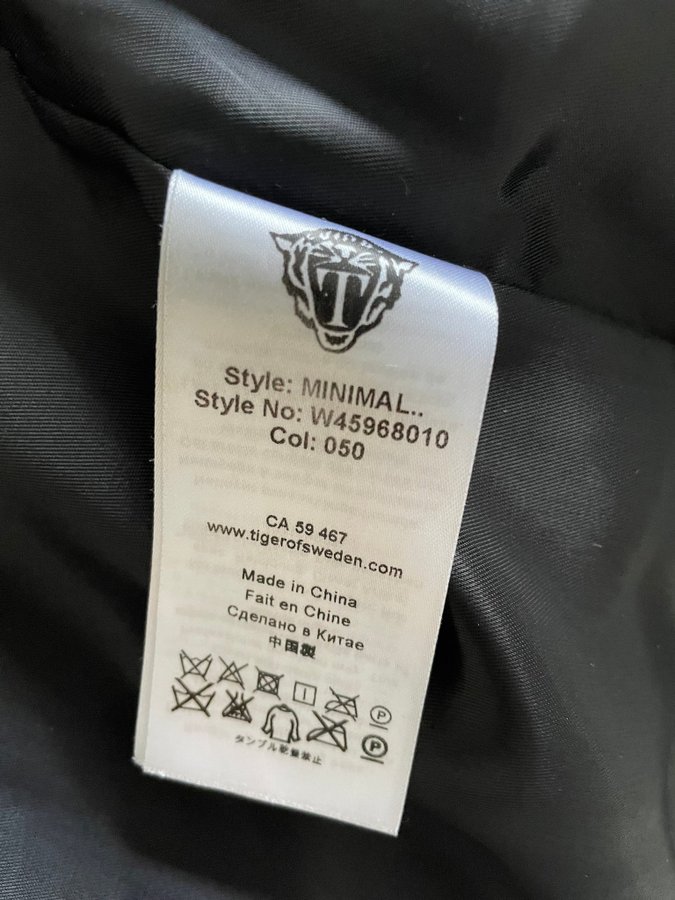 T
Style: MINIMAL..
Style No: W45968010
Col: 050
CA 59 467
www.tigerofsweden.com
Made in China
Fait en Chine
Сделано в Китае
中国製
P
P
タンブル乾燥禁止